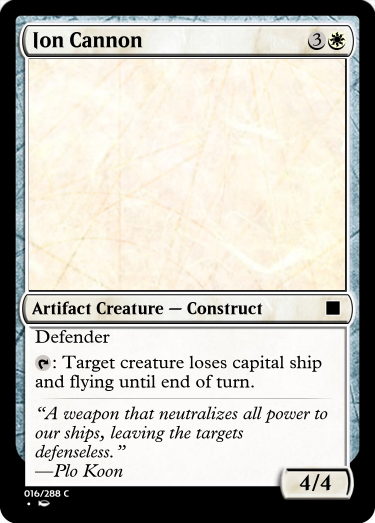 Ion Cannon 3
Artifact Creature — Construct
Defender
: Target creature loses capital ship
and flying until end of turn.
“A weapon that neutralizes all power to
our ships, leaving the targets
defenseless.”
—Plo Koon
4/4
016/288 C